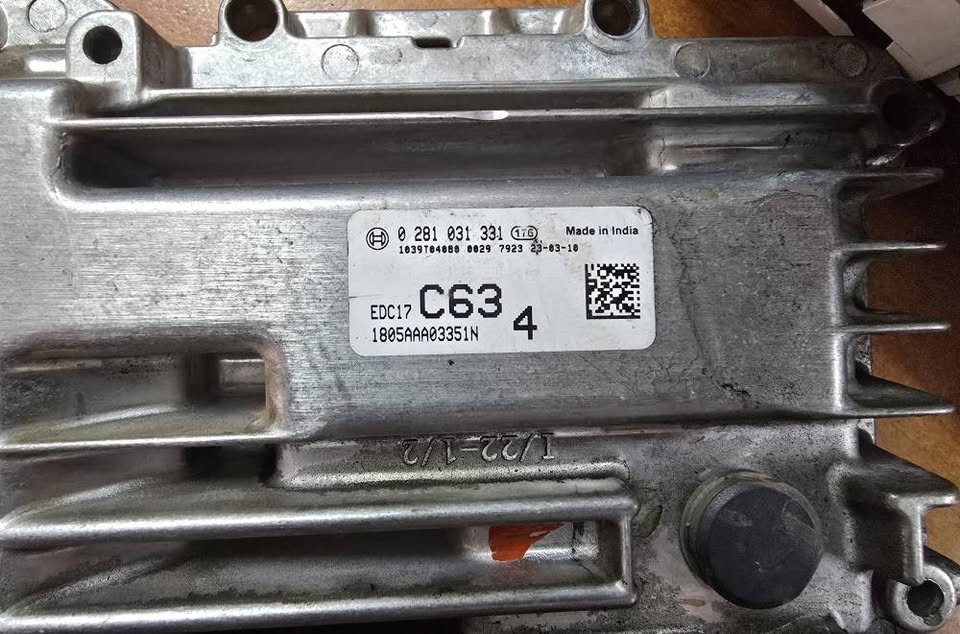 0 281 031 331 176 Made in India
1039T04080 0029 7923 23-03-10
EDC17 C63 4
1805AAA03351N
I/22-1/2